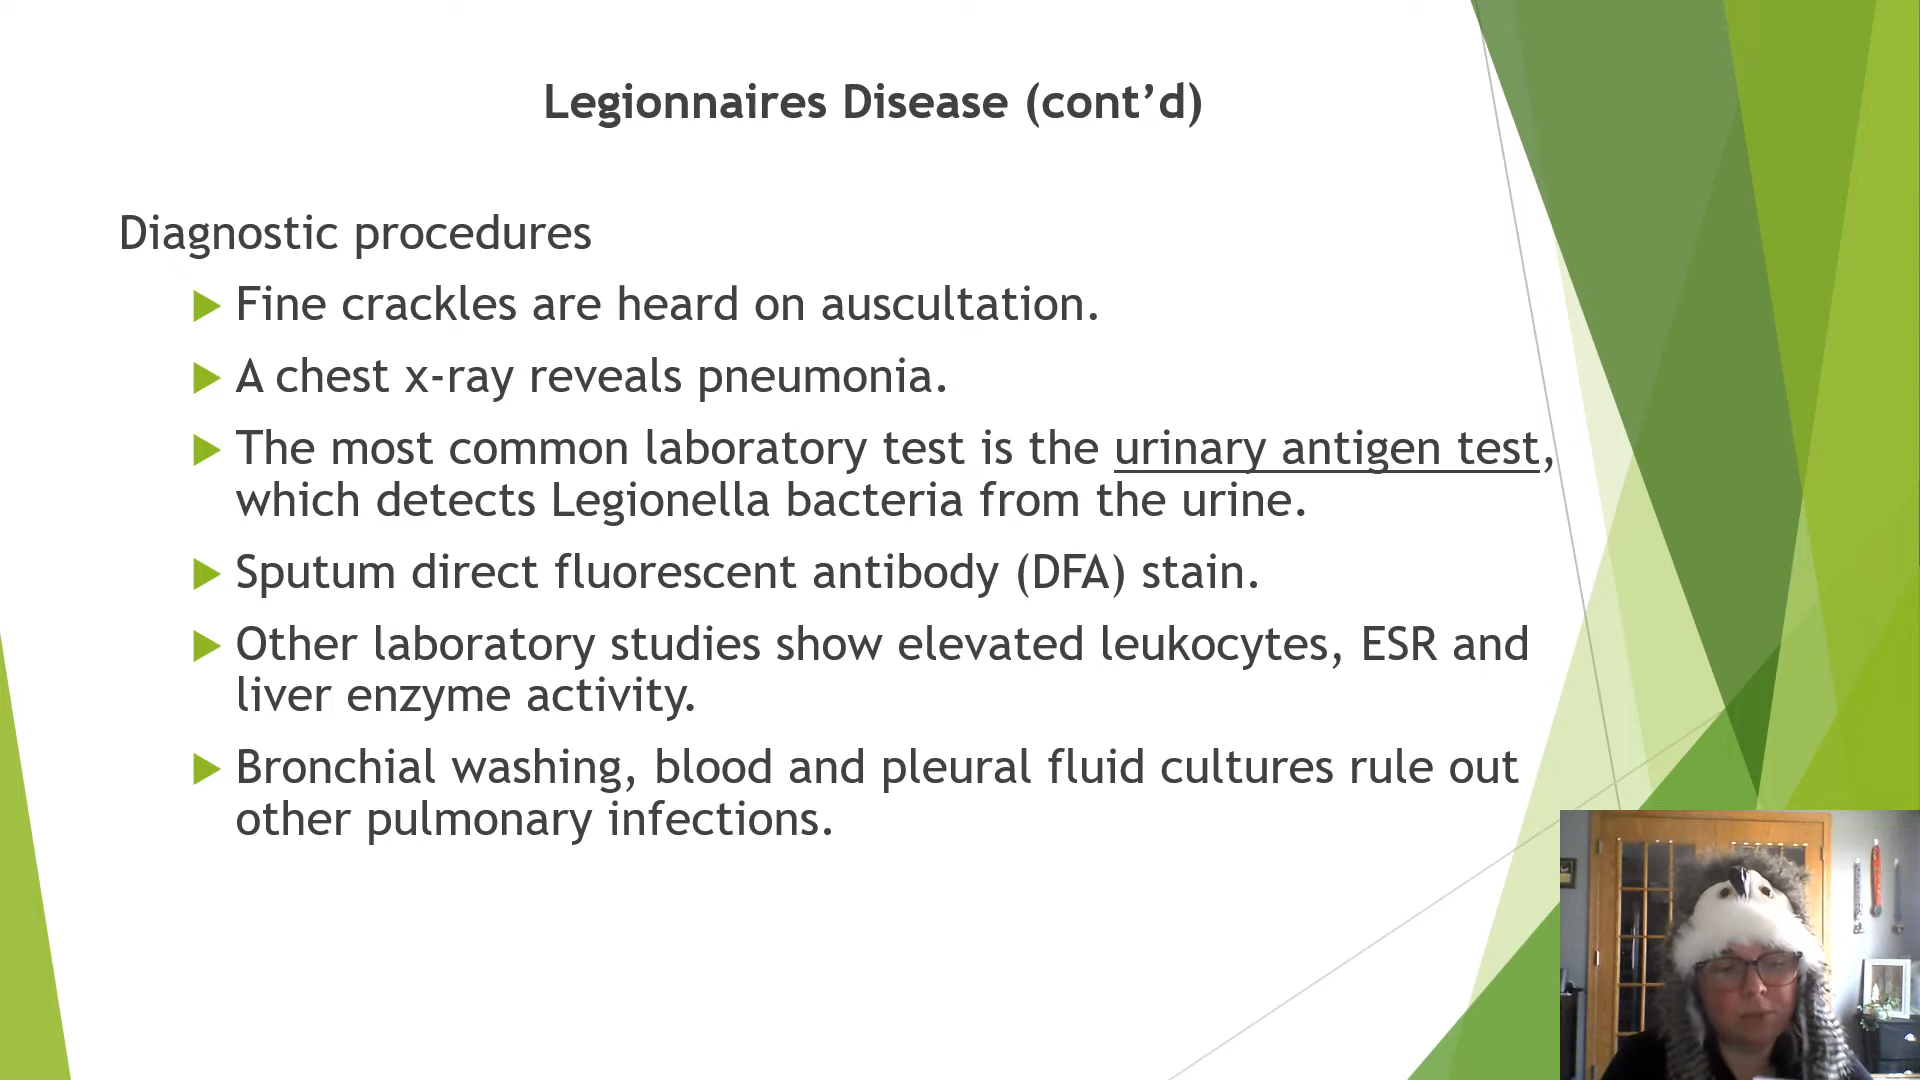 Legionnaires Disease (cont’d)
Diagnostic procedures
Fine crackles are heard on auscultation.
A chest x-ray reveals pneumonia.
The most common laboratory test is the urinary antigen test,
which detects Legionella bacteria from the urine.
Sputum direct fluorescent antibody (DFA) stain.
Other laboratory studies show elevated leukocytes, ESR and
liver enzyme activity.
Bronchial washing, blood and pleural fluid cultures rule out
other pulmonary infections.